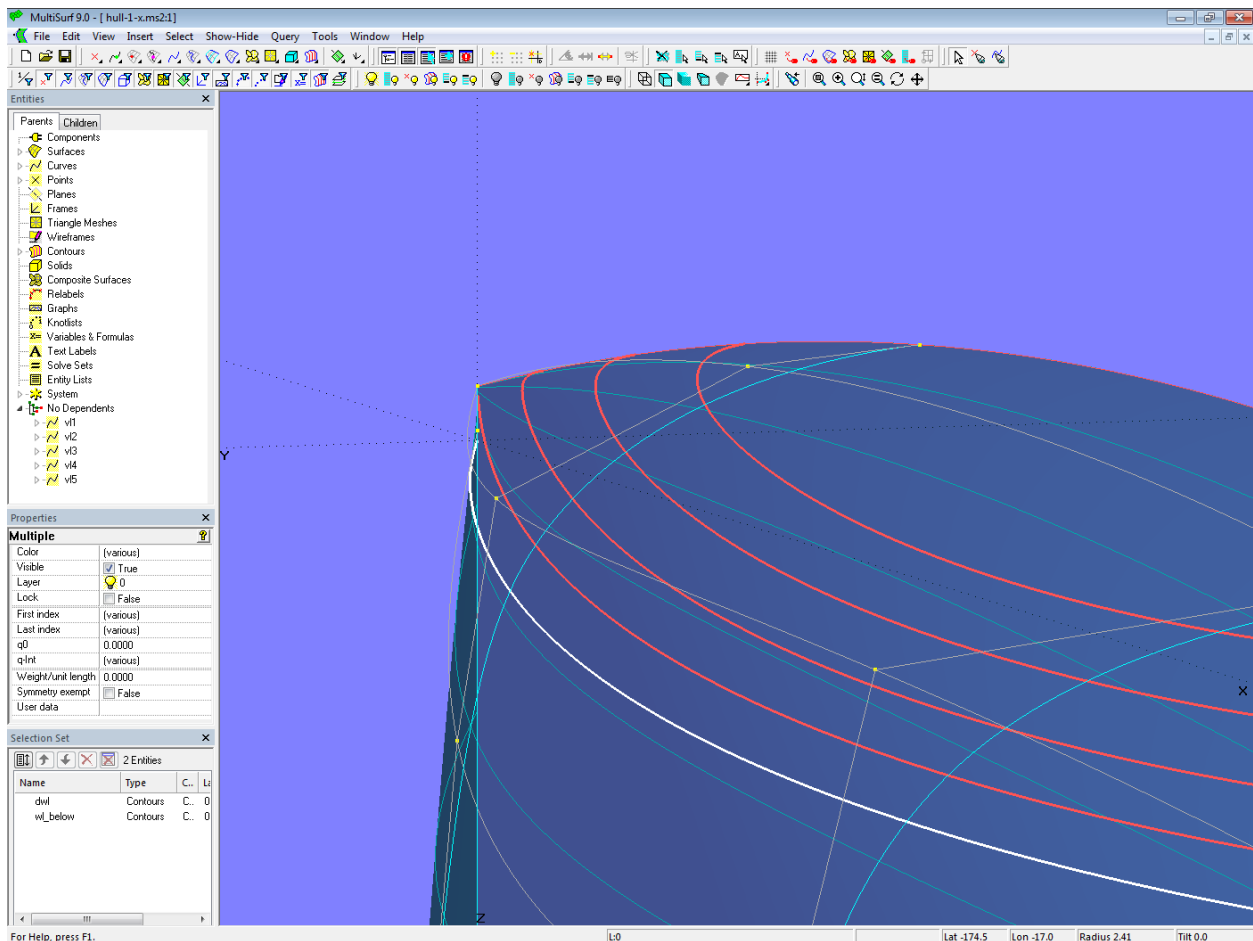 MultiSurf 9.0 - [ hull-1-x.ms2:1]
File Edit View Insert Select Show-Hide Query Tools Window Help
Entities
Parents Children
Components
Surfaces
Curves
Points
Planes
Frames
Triangle Meshes
Wireframes
Contours
Solids
Composite Surfaces
Relabels
Graphs
Knotlists
Variables & Formulas
Text Labels
Solve Sets
Entity Lists
System
No Dependents
vl1
vl2
vl3
vl4
vl5
Properties
Multiple
Color (various)
Visible True
Layer 0
Lock False
First index (various)
Last index (various)
q0 0.0000
q-Int (various)
Weight/unit length 0.0000
Symmetry exempt False
User data
Selection Set
2 Entities
Name Type C..
dwl Contours C.. 0
wl_below Contours C.. 0
Y
X
Z
For Help, press F1. L:0 Lat -174.5 Lon -17.0 Radius 2.41 Tilt 0.0